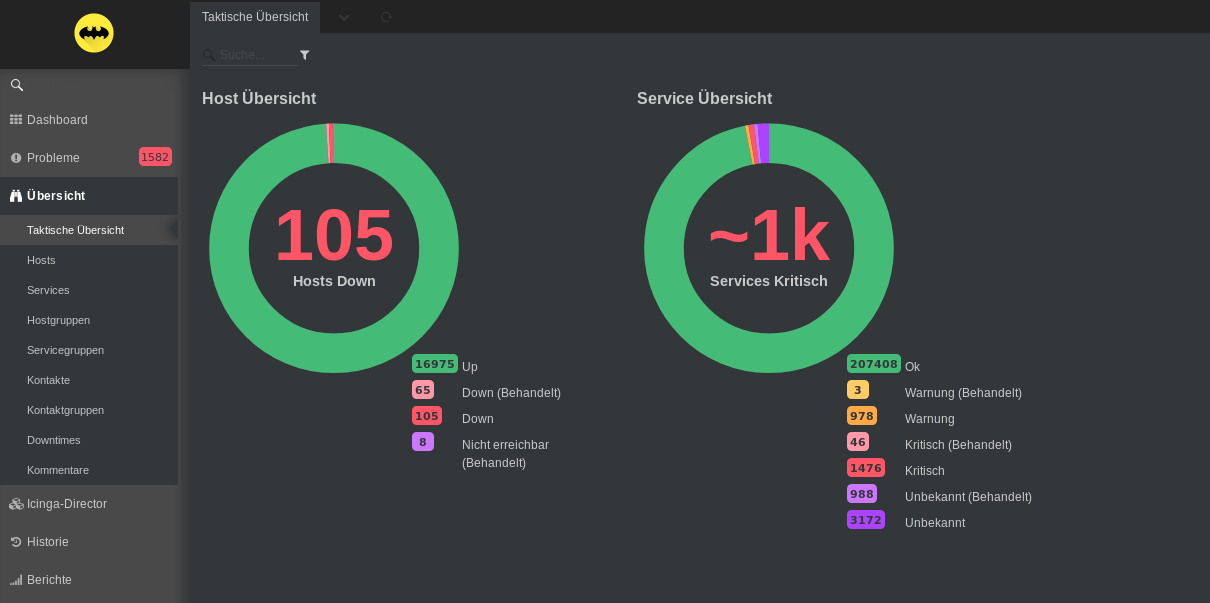 Taktische Übersicht
Suche...
Dashboard
Probleme 1582
Übersicht
Taktische Übersicht
Hosts
Services
Hostgruppen
Servicegruppen
Kontakte
Kontaktgruppen
Downtimes
Kommentare
Icinga-Director
Historie
Berichte
Host Übersicht
105
Hosts Down
16975 Up
65 Down (Behandelt)
105 Down
8 Nicht erreichbar
(Behandelt)
Service Übersicht
~1k
Services Kritisch
207408 Ok
3 Warnung (Behandelt)
978 Warnung
46 Kritisch (Behandelt)
1476 Kritisch
988 Unbekannt (Behandelt)
3172 Unbekannt